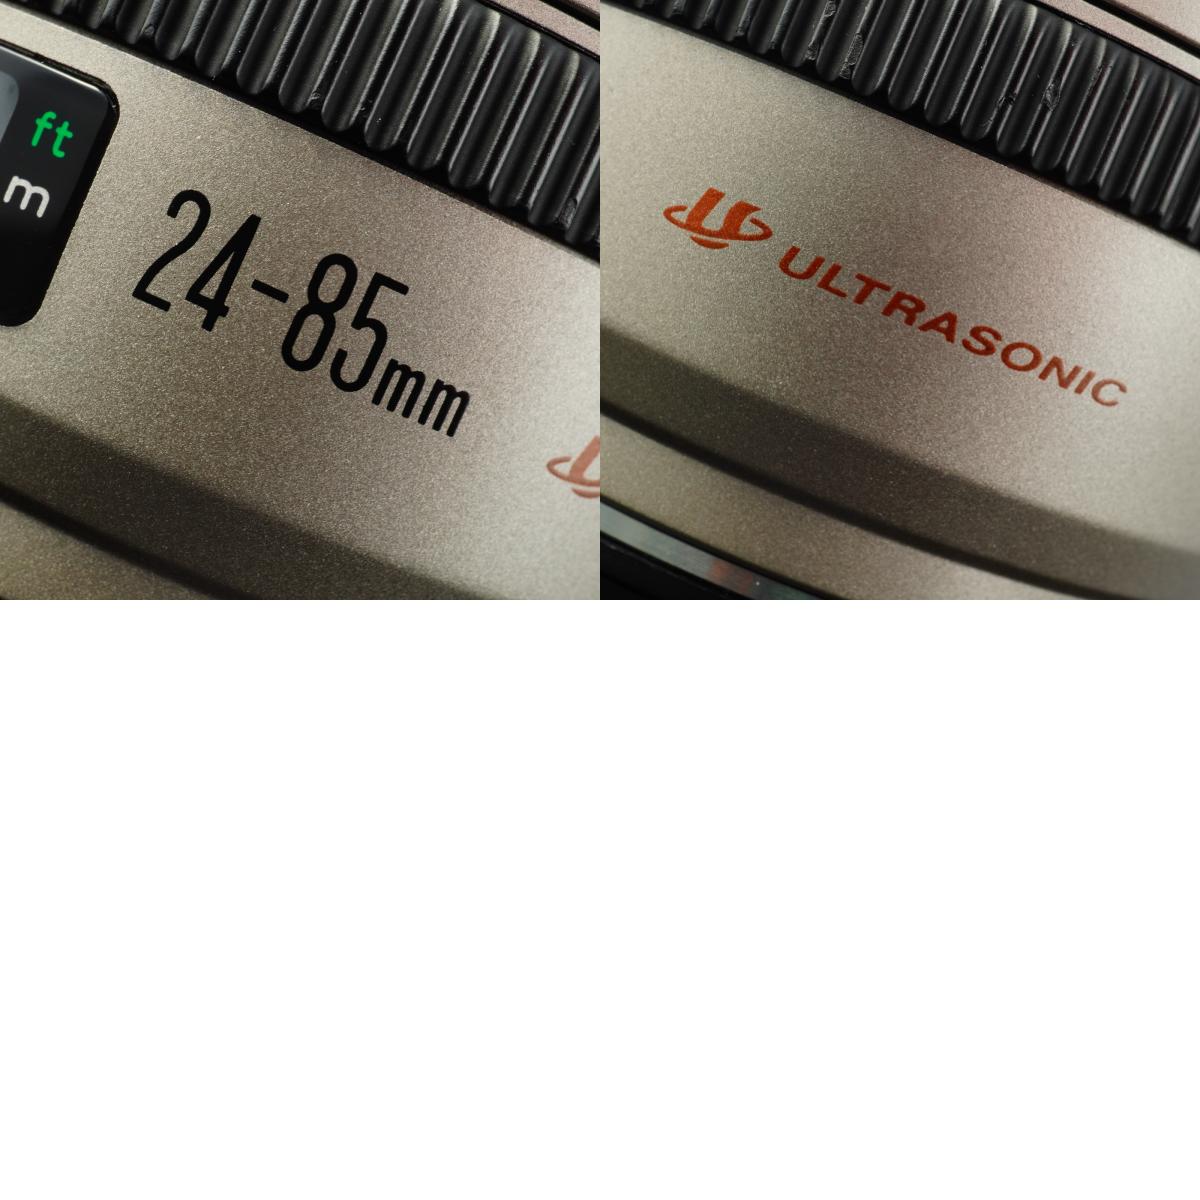 ft
m
24-85mm
ULTRASONIC